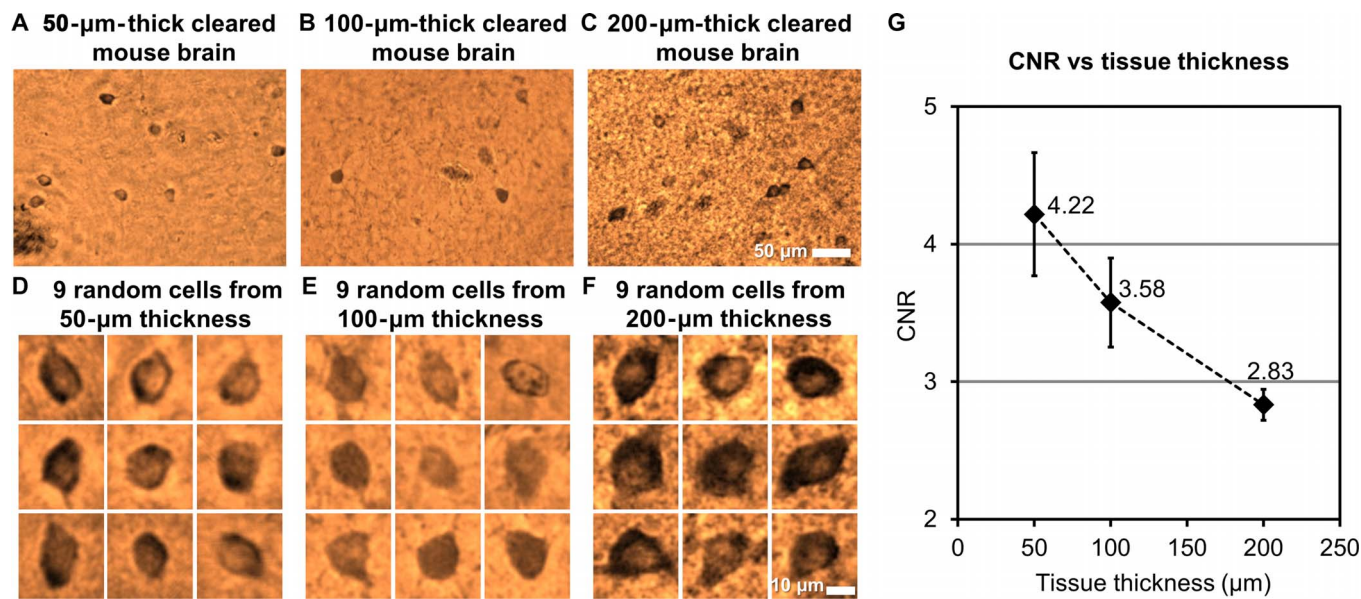 A 50-µm-thick cleared
mouse brain
B 100-µm-thick cleared
mouse brain
C 200-µm-thick cleared
mouse brain
50 µm
D 9 random cells from
50-µm thickness
E 9 random cells from
100-µm thickness
F 9 random cells from
200-µm thickness
10 µm
G
CNR vs tissue thickness
5
4
3
2
CNR
4.22
3.58
2.83
0 50 100 150 200 250
Tissue thickness (µm)